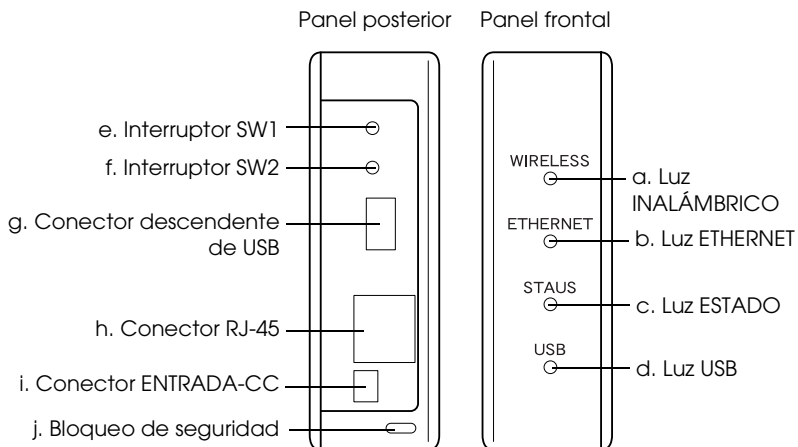 Panel posterior
Panel frontal
e. Interruptor SW1
f. Interruptor SW2
g. Conector descendente
de USB
h. Conector RJ-45
i. Conector ENTRADA-CC
j. Bloqueo de seguridad
WIRELESS
ETHERNET
STAUS
USB
a. Luz
INALÁMBRICO
b. Luz ETHERNET
c. Luz ESTADO
d. Luz USB